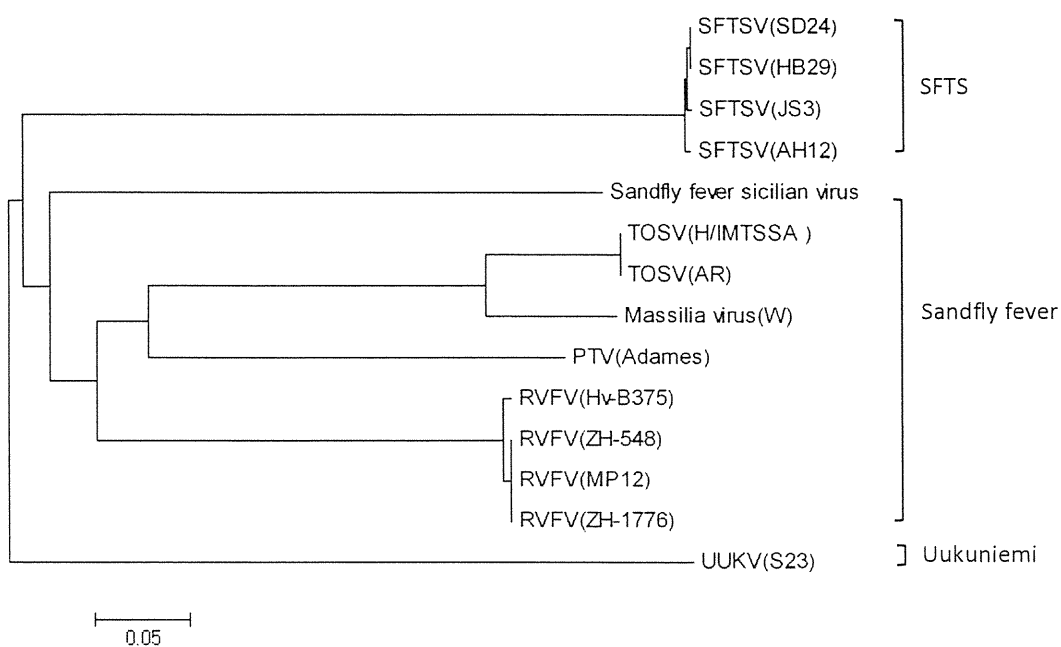 SFTSV(SD24)
SFTSV(HB29)
SFTS
SFTSV(JS3)
SFTSV(AH12)
Sandfly fever sicilian virus
TOSV(H/IMTSSA )
TOSV(AR)
Sandfly fever
Massilia virus(W)
PTV(Adames)
RVFV(Hv-B375)
RVFV(ZH-548)
RVFV(MP12)
RVFV(ZH-1776)
Uukuniemi
UUKV(S23)
0.05